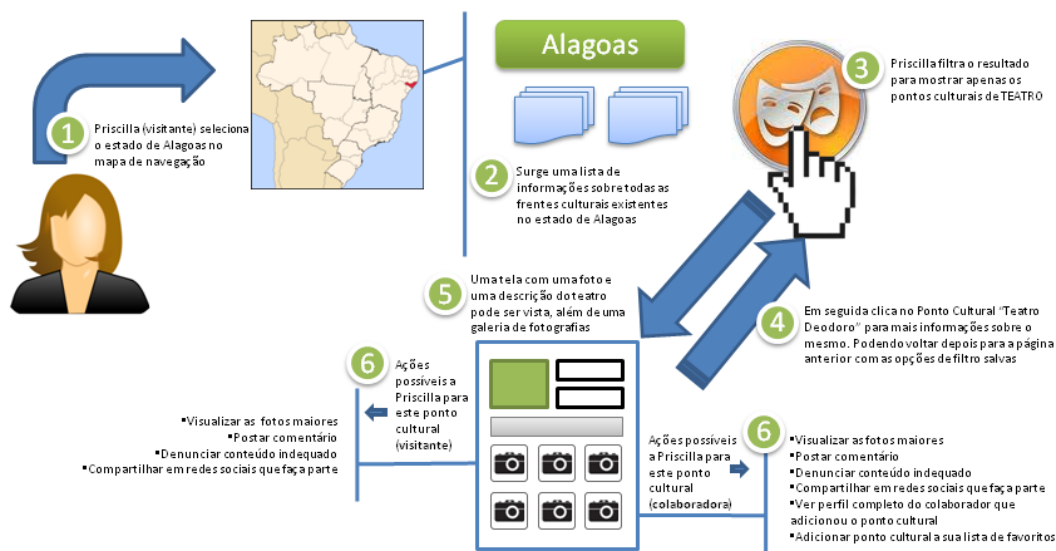 1
Priscilla (visitante) seleciona
o estado de Alagoas no
mapa de navegação
Alagoas
2
Surge uma lista de
informações sobre todas as
frentes culturais existentes
no estado de Alagoas
3
Priscilla filtra o resultado
para mostrar apenas os
pontos culturais de TEATRO
4
Em seguida clica no Ponto Cultural “Teatro
Deodoro” para mais informações sobre o
mesmo. Podendo voltar depois para a página
anterior com as opções de filtro salvas
5
Uma tela com uma foto e
uma descrição do teatro
pode ser vista, além de uma
galeria de fotografias
6
Ações
possíveis a
Priscilla para
este ponto
cultural
(visitante)
▪Visualizar as fotos maiores
▪Postar comentário
▪Denunciar conteúdo indequado
▪Compartilhar em redes sociais que faça parte
6
Ações possíveis
a Priscilla para
este ponto
cultural
(colaboradora)
▪Visualizar as fotos maiores
▪Postar comentário
▪Denunciar conteúdo indequado
▪Compartilhar em redes sociais que faça parte
▪Ver perfil completo do colaborador que
adicionou o ponto cultural
▪Adicionar ponto cultural a sua lista de favoritos